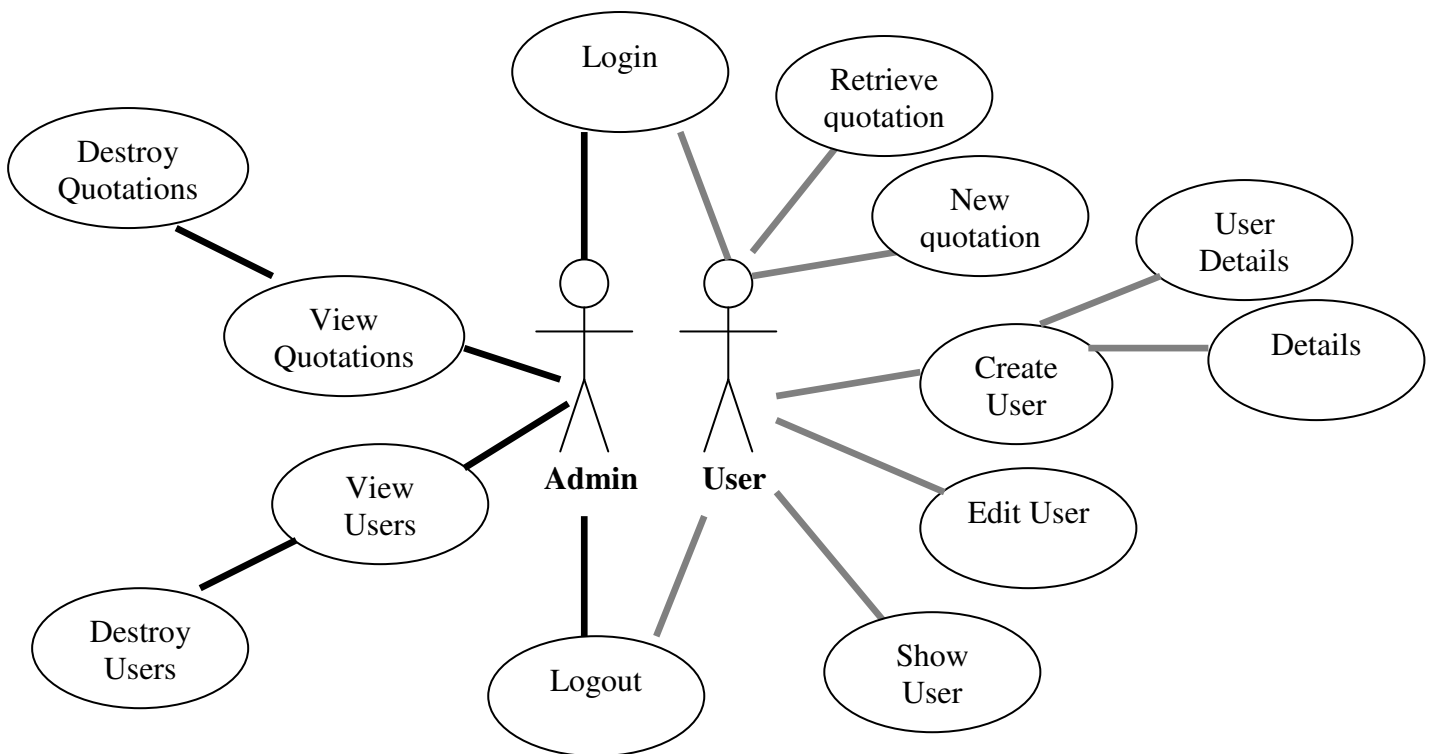 Login
Retrieve
quotation
Destroy
Quotations
New
quotation
User
Details
View
Quotations
Details
Create
User
Admin
User
View
Users
Edit User
Destroy
Users
Logout
Show
User